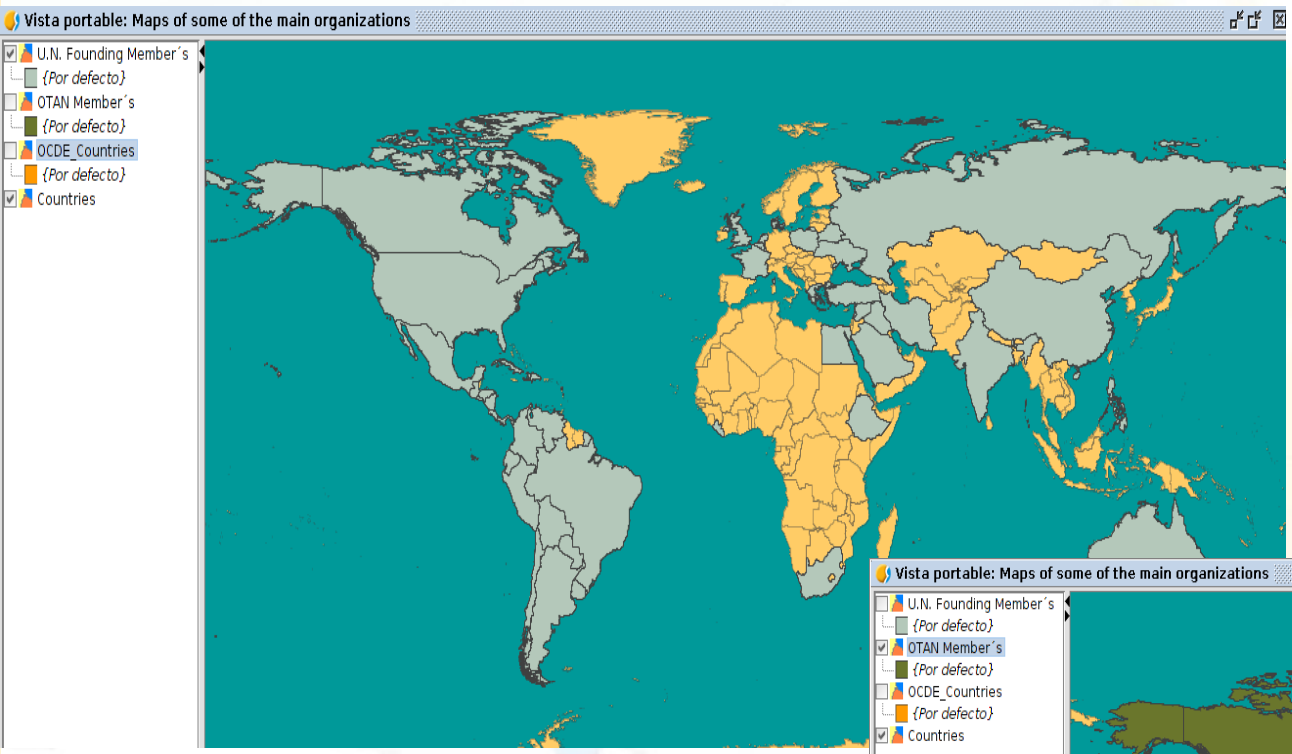 Vista portable: Maps of some of the main organizations
U.N. Founding Member´s
{Por defecto}
OTAN Member´s
{Por defecto}
OCDE_Countries
{Por defecto}
Countries
Vista portable: Maps of some of the main organizations
U.N. Founding Member´s
{Por defecto}
OTAN Member´s
{Por defecto}
OCDE_Countries
{Por defecto}
Countries